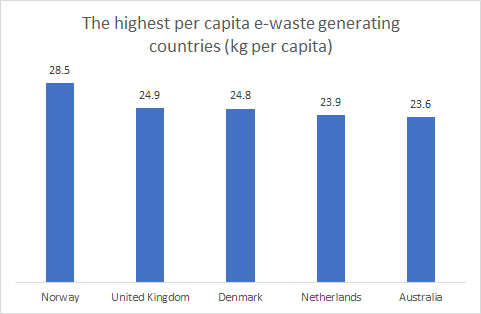 The highest per capita e-waste generating
countries (kg per capita)
28.5
24.9
24.8
23.9
23.6
Norway
United Kingdom
Denmark
Netherlands
Australia